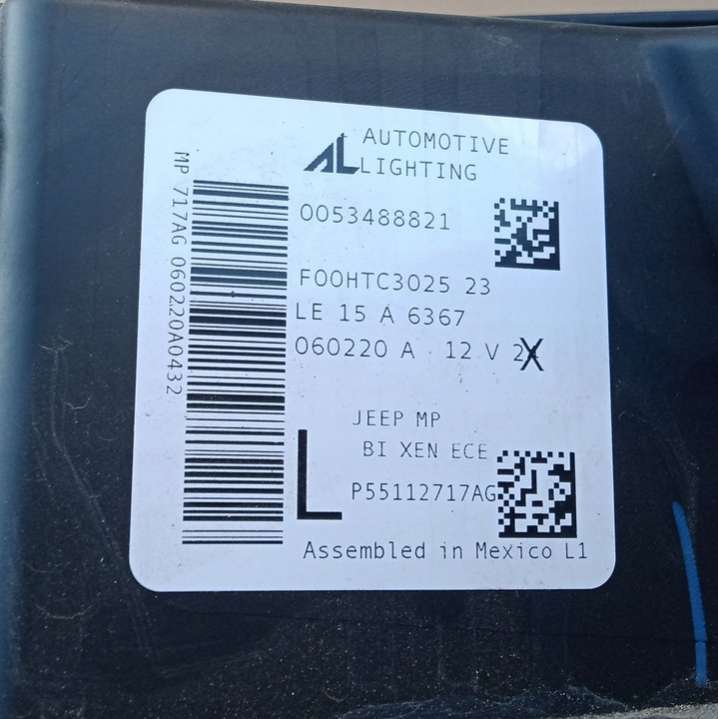 AUTOMOTIVE
LIGHTING
0053488821
F00HTC3025 23
LE 15 A 6367
060220 A 12 V
JEEP MP
BI XEN ECE
L
P55112717AG
Assembled in Mexico L1
MP 717AG 060220A0432